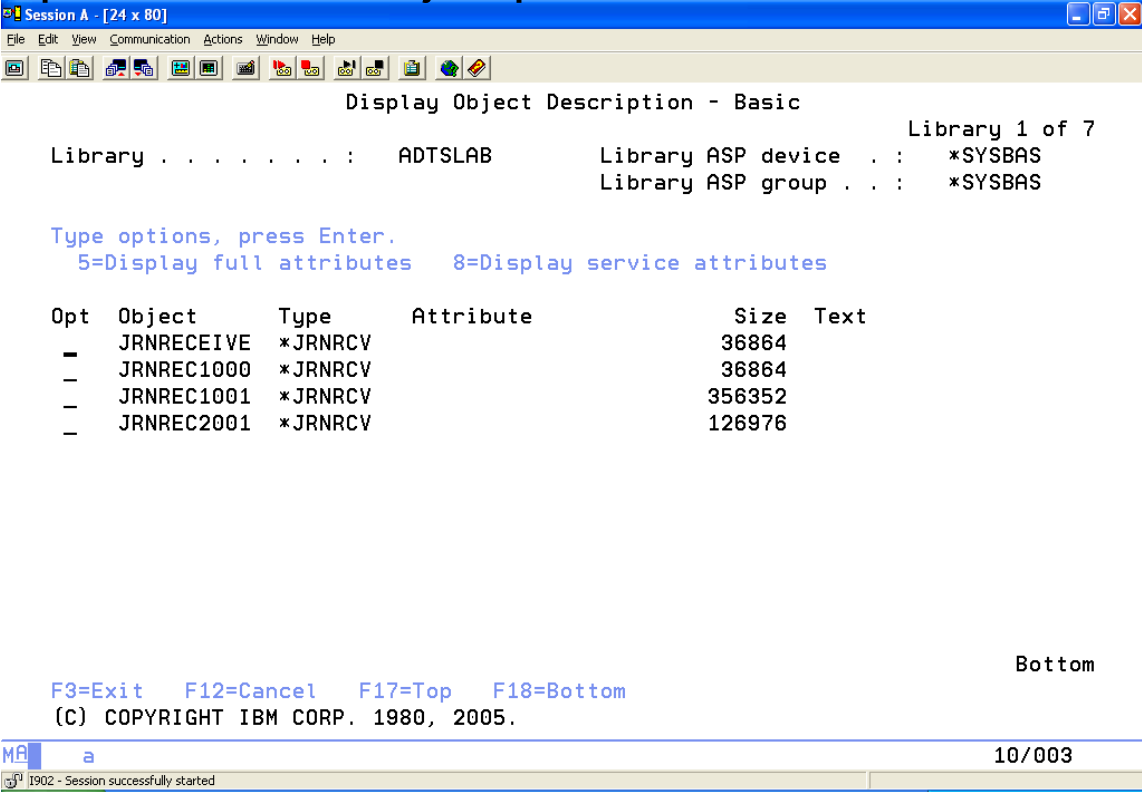 Session A - [24 x 80]
File Edit View Communication Actions Window Help
Display Object Description - Basic
Library 1 of 7
Library . . . . . . . : ADTSLAB Library ASP device . : *SYSBAS
Library ASP group . . : *SYSBAS
Type options, press Enter.
5=Display full attributes 8=Display service attributes
Opt Object Type Attribute Size Text
_ JRNRECEIVE *JRNRCV 36864
_ JRNREC1000 *JRNRCV 36864
_ JRNREC1001 *JRNRCV 356352
_ JRNREC2001 *JRNRCV 126976
Bottom
F3=Exit F12=Cancel F17=Top F18=Bottom
(C) COPYRIGHT IBM CORP. 1980, 2005.
MA a 10/003
I902 - Session successfully started